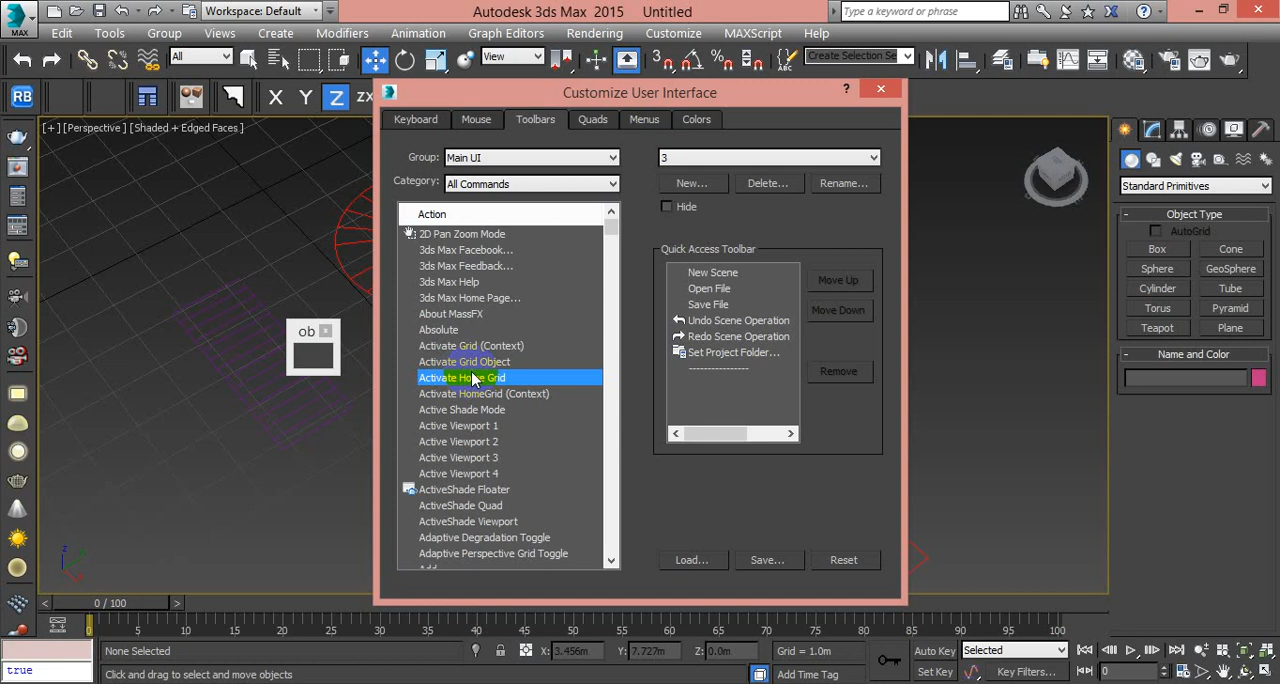 MAX
Workspace: Default
Autodesk 3ds Max 2015 Untitled
Type a keyword or phrase
Edit Tools Group Views Create Modifiers Animation Graph Editors Rendering Customize MAXScript Help
All
View
3
%
Create Selection Se
RB
X Y Z ZX
[+] [Perspective ] [Shaded + Edged Faces ]
ob x
Customize User Interface
?
Keyboard Mouse Toolbars Quads Menus Colors
Group: Main UI
Category: All Commands
Action
2D Pan Zoom Mode
3ds Max Facebook...
3ds Max Feedback...
3ds Max Help
3ds Max Home Page...
About MassFX
Absolute
Activate Grid (Context)
Activate Grid Object
Activate Home Grid
Activate HomeGrid (Context)
Active Shade Mode
Active Viewport 1
Active Viewport 2
Active Viewport 3
Active Viewport 4
ActiveShade Floater
ActiveShade Quad
ActiveShade Viewport
Adaptive Degradation Toggle
Adaptive Perspective Grid Toggle
Add
3
New... Delete... Rename...
Hide
Quick Access Toolbar
New Scene
Open File
Save File
Undo Scene Operation
Redo Scene Operation
Set Project Folder...
----------------
Move Up
Move Down
Remove
Load... Save... Reset
Standard Primitives
- Object Type
AutoGrid
Box Cone
Sphere GeoSphere
Cylinder Tube
Torus Pyramid
Teapot Plane
- Name and Color
z
< 0 / 100 >
0 5 10 15 20 25 30 35 40 45 50 55 60 65 70 75 80 85 90 95 100
None Selected
X: 3.456m Y: 7.727m Z: 0.0m Grid = 1.0m
Auto Key Selected
true
Click and drag to select and move objects
Add Time Tag
Set Key Key Filters... 0